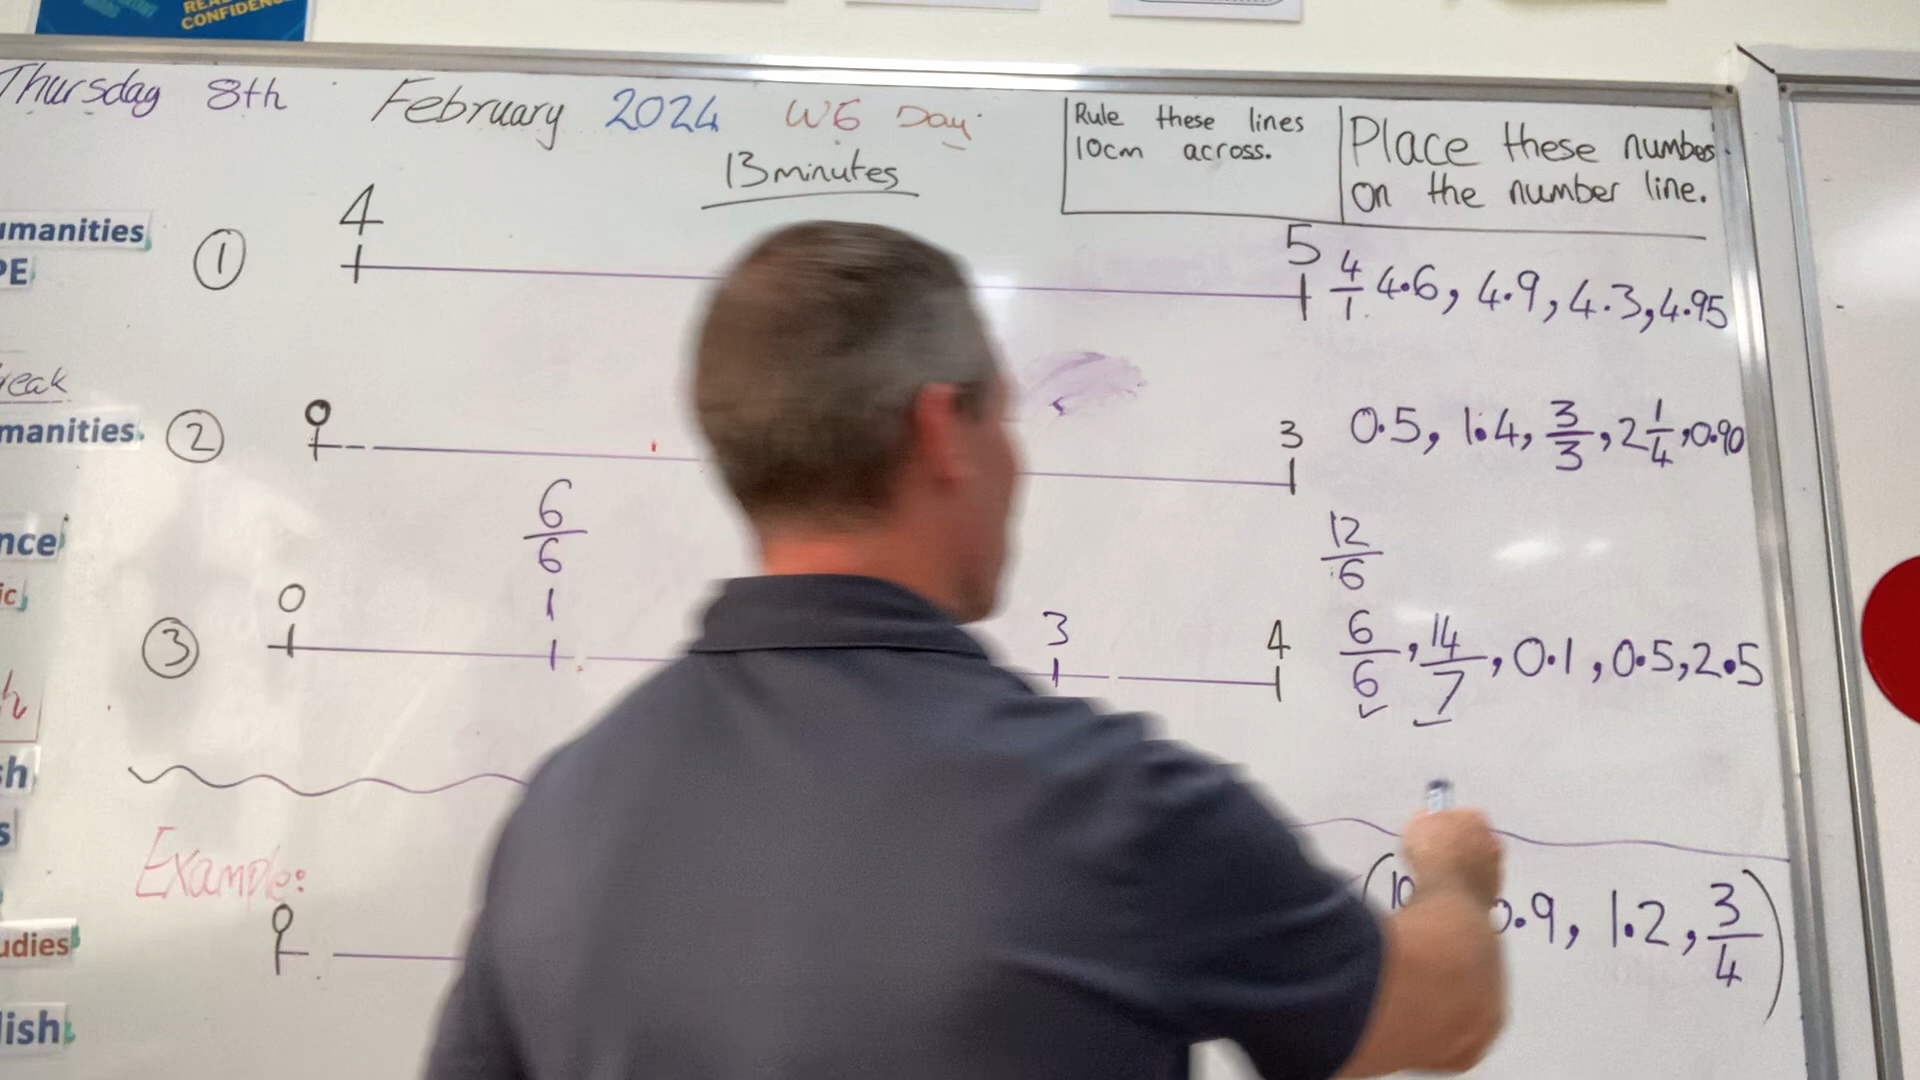 CONFIDEN
Thursday 8th February 2024 W6 Day
13 minutes
Rule these lines
10cm across.
Place these numbers
on the number line.
umanities
PE
reak
manities
nce
ic
h
sh
s
udies
lish
① 4 5 4/1 4.6, 4.9, 4.3, 4.95
② 0 3 0.5, 1.4, 3/3, 2 1/4, 0.90
6/6 12/6
③ 0 1 3 4 6/6, 14/7, 0.1, 0.5, 2.5
Example:
0 (10 0.9, 1.2, 3/4)